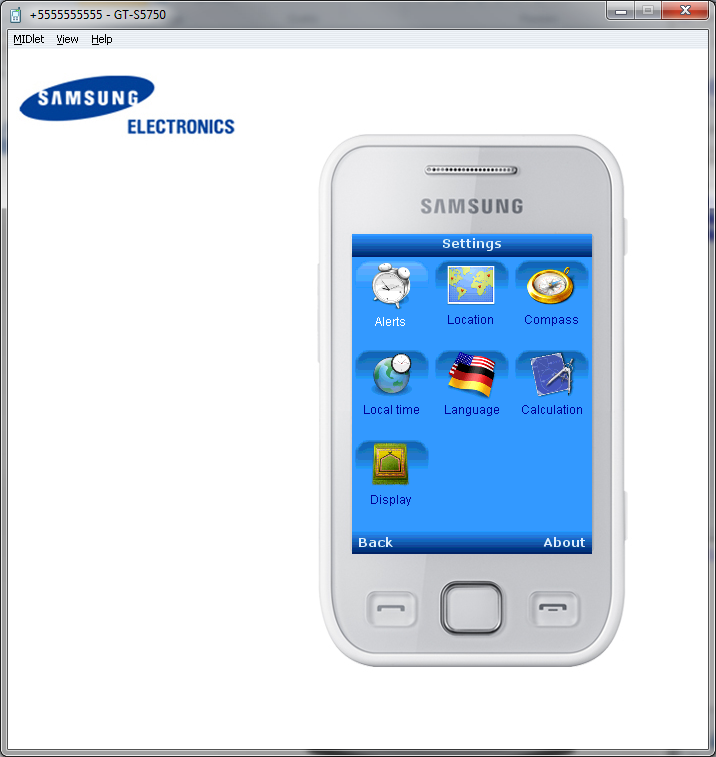 +5555555555 - GT-S5750
MIDlet View Help
SAMSUNG
ELECTRONICS
SAMSUNG
Settings
Alerts Location Compass
Local time Language Calculation
Display
Back About